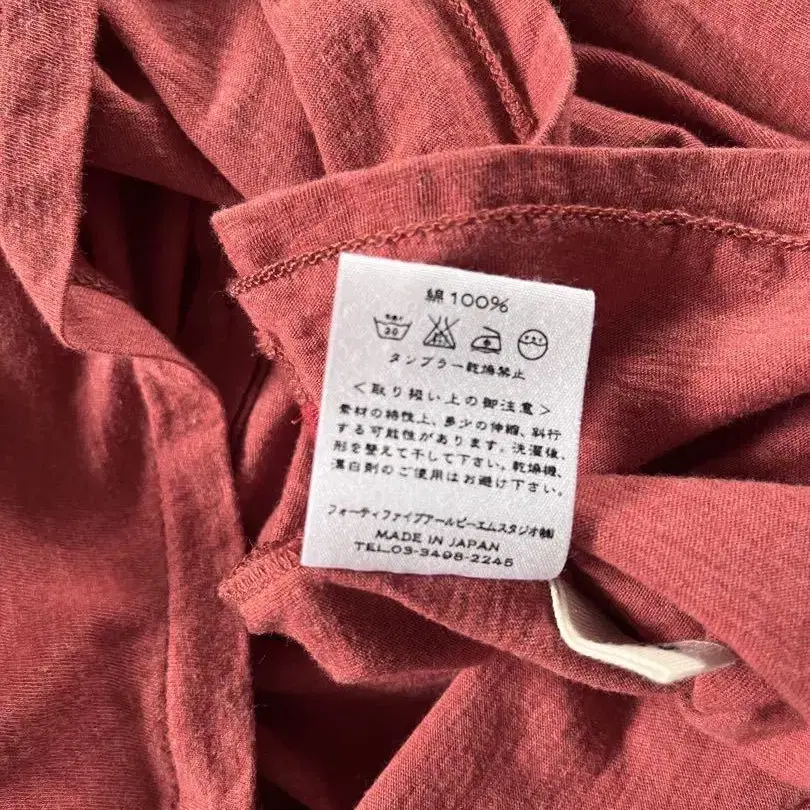 綿100%
30
タンブラー乾燥禁止
<取り扱い上の御注意>
素材の特性上、多少の伸縮、斜行
する可能性があります。洗濯後、
形を整えて干して下さい。乾燥機、
漂白剤のご使用はお避け下さい。
フォーティファイブアールピーエムスタジオ㈱
MADE IN JAPAN
TEL.03-3498-2245